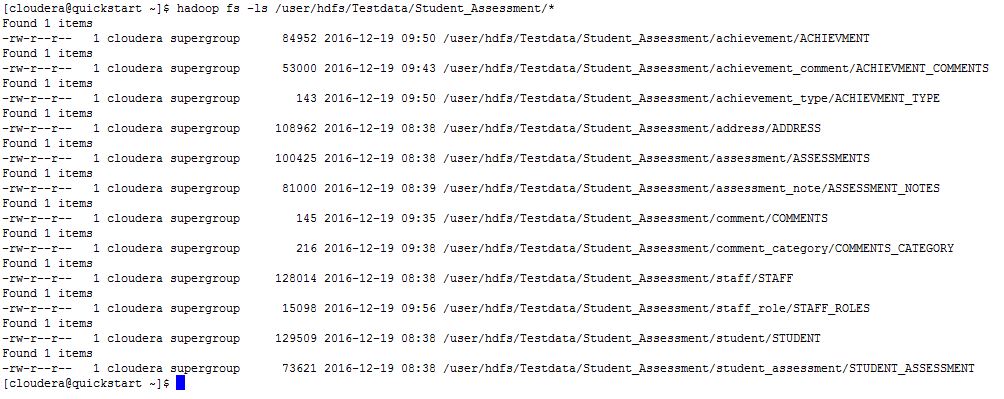 [cloudera@quickstart ~]$ hadoop fs -ls /user/hdfs/Testdata/Student_Assessment/*
Found 1 items
-rw-r--r--   1 cloudera supergroup      84952 2016-12-19 09:50 /user/hdfs/Testdata/Student_Assessment/achievement/ACHIEVMENT
Found 1 items
-rw-r--r--   1 cloudera supergroup      53000 2016-12-19 09:43 /user/hdfs/Testdata/Student_Assessment/achievement_comment/ACHIEVMENT_COMMENTS
Found 1 items
-rw-r--r--   1 cloudera supergroup        143 2016-12-19 09:50 /user/hdfs/Testdata/Student_Assessment/achievement_type/ACHIEVMENT_TYPE
Found 1 items
-rw-r--r--   1 cloudera supergroup     108962 2016-12-19 08:38 /user/hdfs/Testdata/Student_Assessment/address/ADDRESS
Found 1 items
-rw-r--r--   1 cloudera supergroup     100425 2016-12-19 08:38 /user/hdfs/Testdata/Student_Assessment/assessment/ASSESSMENTS
Found 1 items
-rw-r--r--   1 cloudera supergroup      81000 2016-12-19 08:39 /user/hdfs/Testdata/Student_Assessment/assessment_note/ASSESSMENT_NOTES
Found 1 items
-rw-r--r--   1 cloudera supergroup        145 2016-12-19 09:35 /user/hdfs/Testdata/Student_Assessment/comment/COMMENTS
Found 1 items
-rw-r--r--   1 cloudera supergroup        216 2016-12-19 09:38 /user/hdfs/Testdata/Student_Assessment/comment_category/COMMENTS_CATEGORY
Found 1 items
-rw-r--r--   1 cloudera supergroup     128014 2016-12-19 08:38 /user/hdfs/Testdata/Student_Assessment/staff/STAFF
Found 1 items
-rw-r--r--   1 cloudera supergroup      15098 2016-12-19 09:56 /user/hdfs/Testdata/Student_Assessment/staff_role/STAFF_ROLES
Found 1 items
-rw-r--r--   1 cloudera supergroup     129509 2016-12-19 08:38 /user/hdfs/Testdata/Student_Assessment/student/STUDENT
Found 1 items
-rw-r--r--   1 cloudera supergroup      73621 2016-12-19 08:38 /user/hdfs/Testdata/Student_Assessment/student_assessment/STUDENT_ASSESSMENT
[cloudera@quickstart ~]$